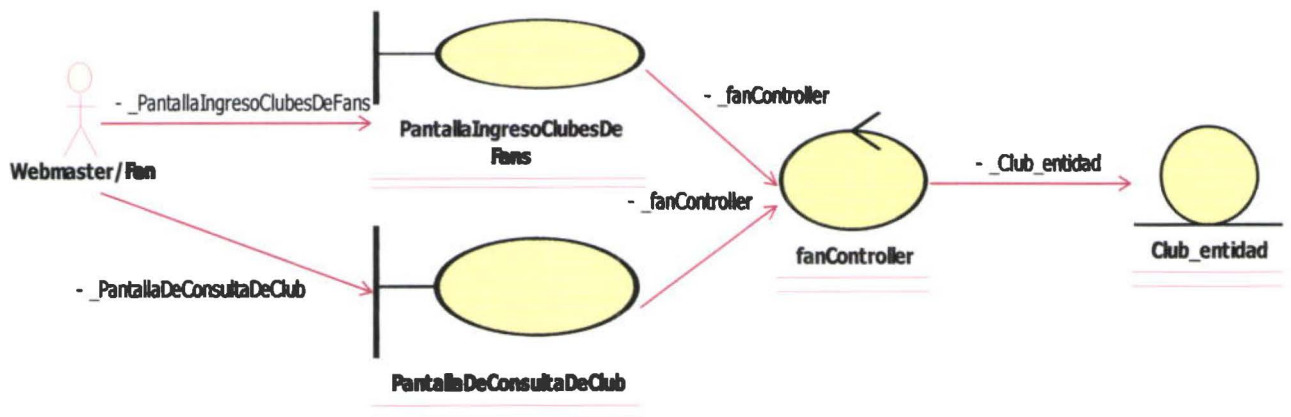 - _PantallaIngresoClubesDeFans
- _fanController
PantallaIngresoClubesDe
Fans
Webmaster/Fan
- _Club_entidad
- _fanController
fanController
Club_entidad
- _PantallaDeConsultaDeClub
PantallaDeConsultaDeClub